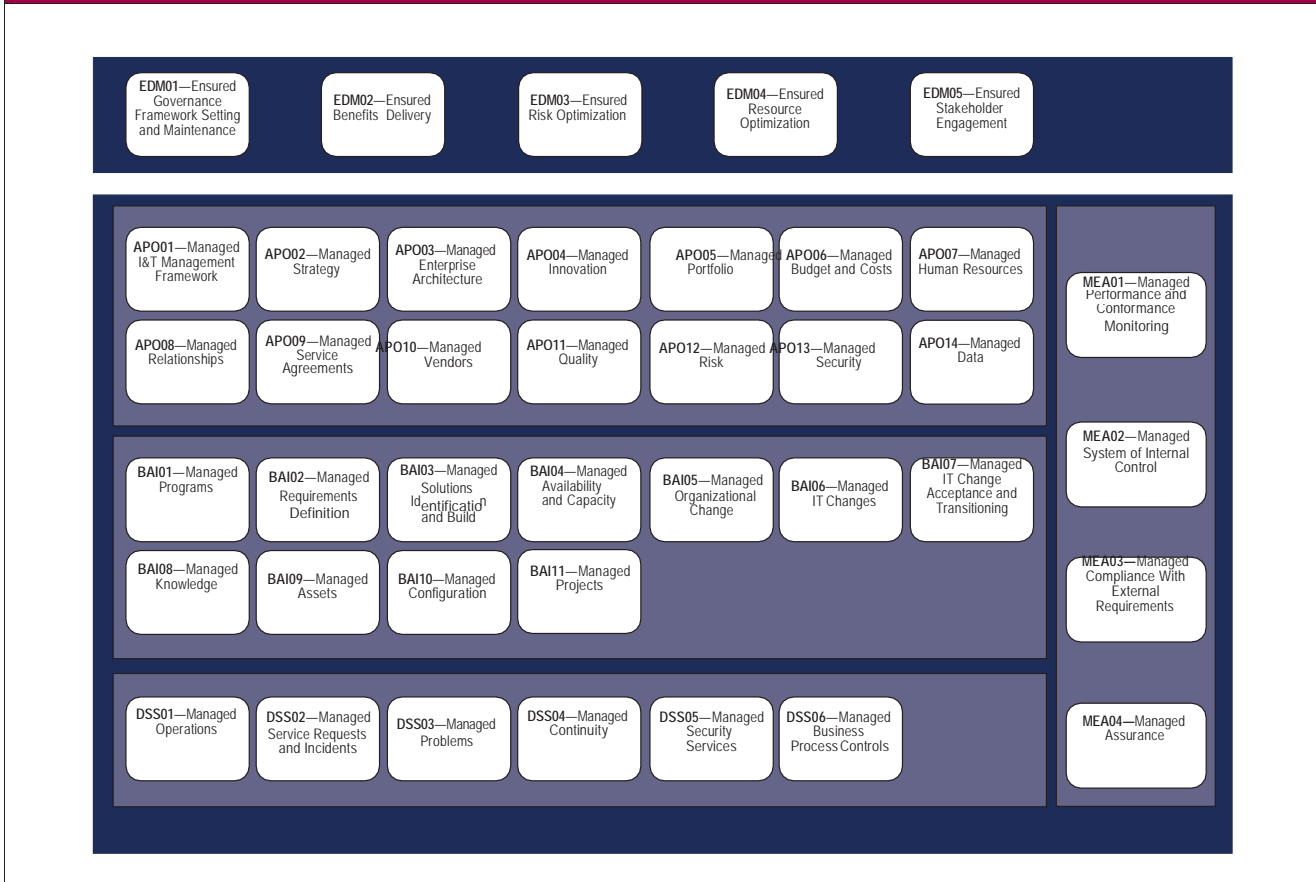 EDM01—Ensured
Governance
Framework Setting
and Maintenance
EDM02—Ensured
Benefits Delivery
EDM03—Ensured
Risk Optimization
EDM04—Ensured
Resource
Optimization
EDM05—Ensured
Stakeholder
Engagement
APO01—Managed
I&T Management
Framework
APO02—Managed
Strategy
APO03—Managed
Enterprise
Architecture
APO04—Managed
Innovation
APO05—Managed
Portfolio
APO06—Managed
Budget and Costs
APO07—Managed
Human Resources
APO08—Managed
Relationships
APO09—Managed
Service
Agreements
APO10—Managed
Vendors
APO11—Managed
Quality
APO12—Managed
Risk
APO13—Managed
Security
APO14—Managed
Data
BAI01—Managed
Programs
BAI02—Managed
Requirements
Definition
BAI03—Managed
Solutions
Identification
and Build
BAI04—Managed
Availability
and Capacity
BAI05—Managed
Organizational
Change
BAI06—Managed
IT Changes
BAI07—Managed
IT Change
Acceptance and
Transitioning
BAI08—Managed
Knowledge
BAI09—Managed
Assets
BAI10—Managed
Configuration
BAI11—Managed
Projects
DSS01—Managed
Operations
DSS02—Managed
Service Requests
and Incidents
DSS03—Managed
Problems
DSS04—Managed
Continuity
DSS05—Managed
Security
Services
DSS06—Managed
Business
Process Controls
MEA01—Managed
Performance and
Conformance
Monitoring
MEA02—Managed
System of Internal
Control
MEA03—Managed
Compliance With
External
Requirements
MEA04—Managed
Assurance